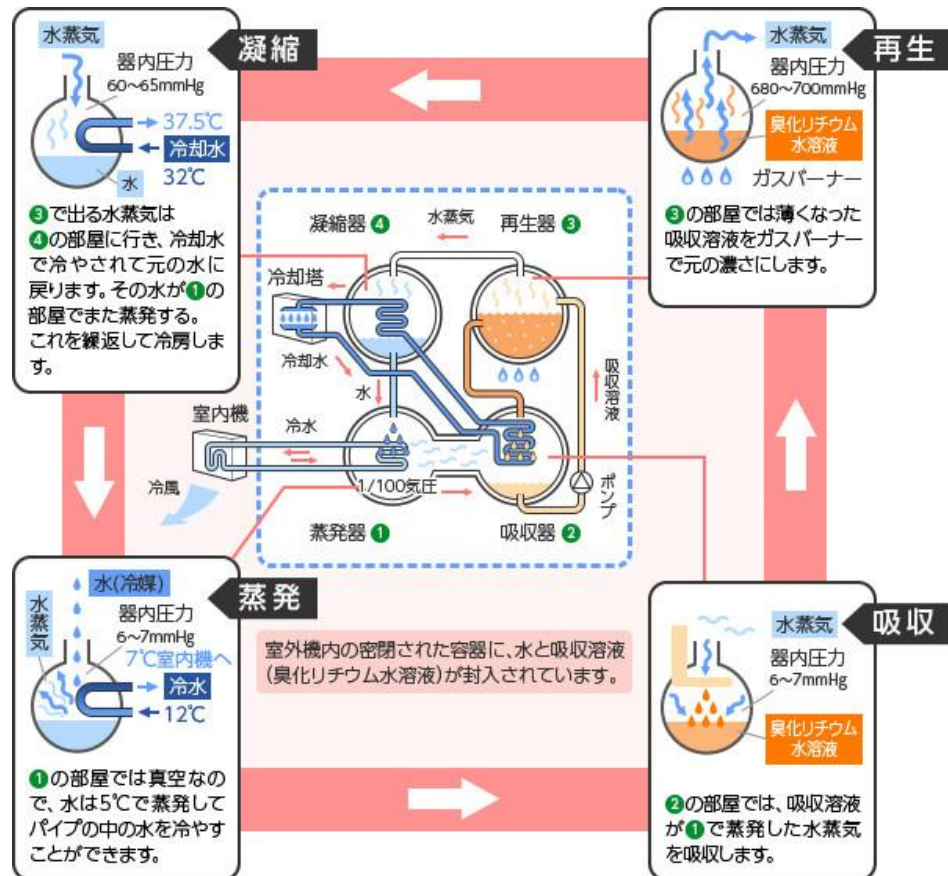 凝縮
水蒸気
器内圧力
60～65mmHg
37.5℃
冷却水
32℃
水
❸で出る水蒸気は
❹の部屋に行き、冷却水
で冷やされて元の水に
戻ります。その水が❶の
部屋でまた蒸発する。
これを繰返して冷房しま
す。
再生
水蒸気
器内圧力
680～700mmHg
臭化リチウム
水溶液
ガスバーナー
❸の部屋では薄くなった
吸収溶液をガスバーナー
で元の濃さにします。
凝縮器❹
水蒸気
再生器❸
冷却塔
冷却水
水
吸収溶液
室内機
冷水
冷風
1/100気圧
ポンプ
蒸発器❶
吸収器❷
蒸発
水(冷媒)
水蒸気
器内圧力
6～7mmHg
7℃室内機へ
冷水
12℃
❶の部屋では真空なの
で、水は5℃で蒸発して
パイプの中の水を冷やす
ことができます。
室外機内の密閉された容器に、水と吸収溶液
(臭化リチウム水溶液)が封入されています。
吸収
水蒸気
器内圧力
6～7mmHg
臭化リチウム
水溶液
❷の部屋では、吸収溶液
が❶で蒸発した水蒸気
を吸収します。